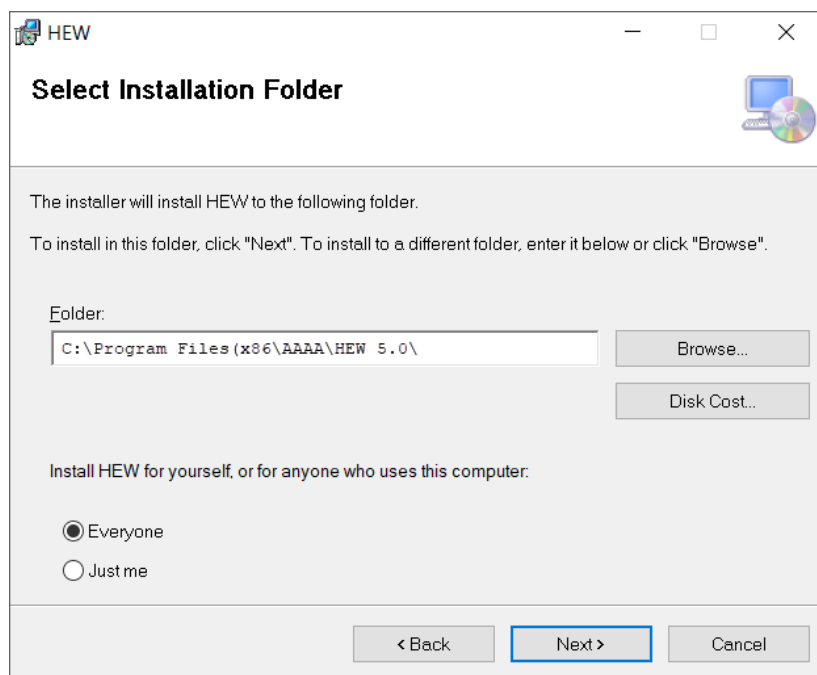 HEW
Select Installation Folder
The installer will install HEW to the following folder.
To install in this folder, click "Next". To install to a different folder, enter it below or click "Browse".
Folder:
C:\Program Files(x86\AAAA\HEW 5.0\
Browse...
Disk Cost...
Install HEW for yourself, or for anyone who uses this computer:
Everyone
Just me
< Back
Next >
Cancel